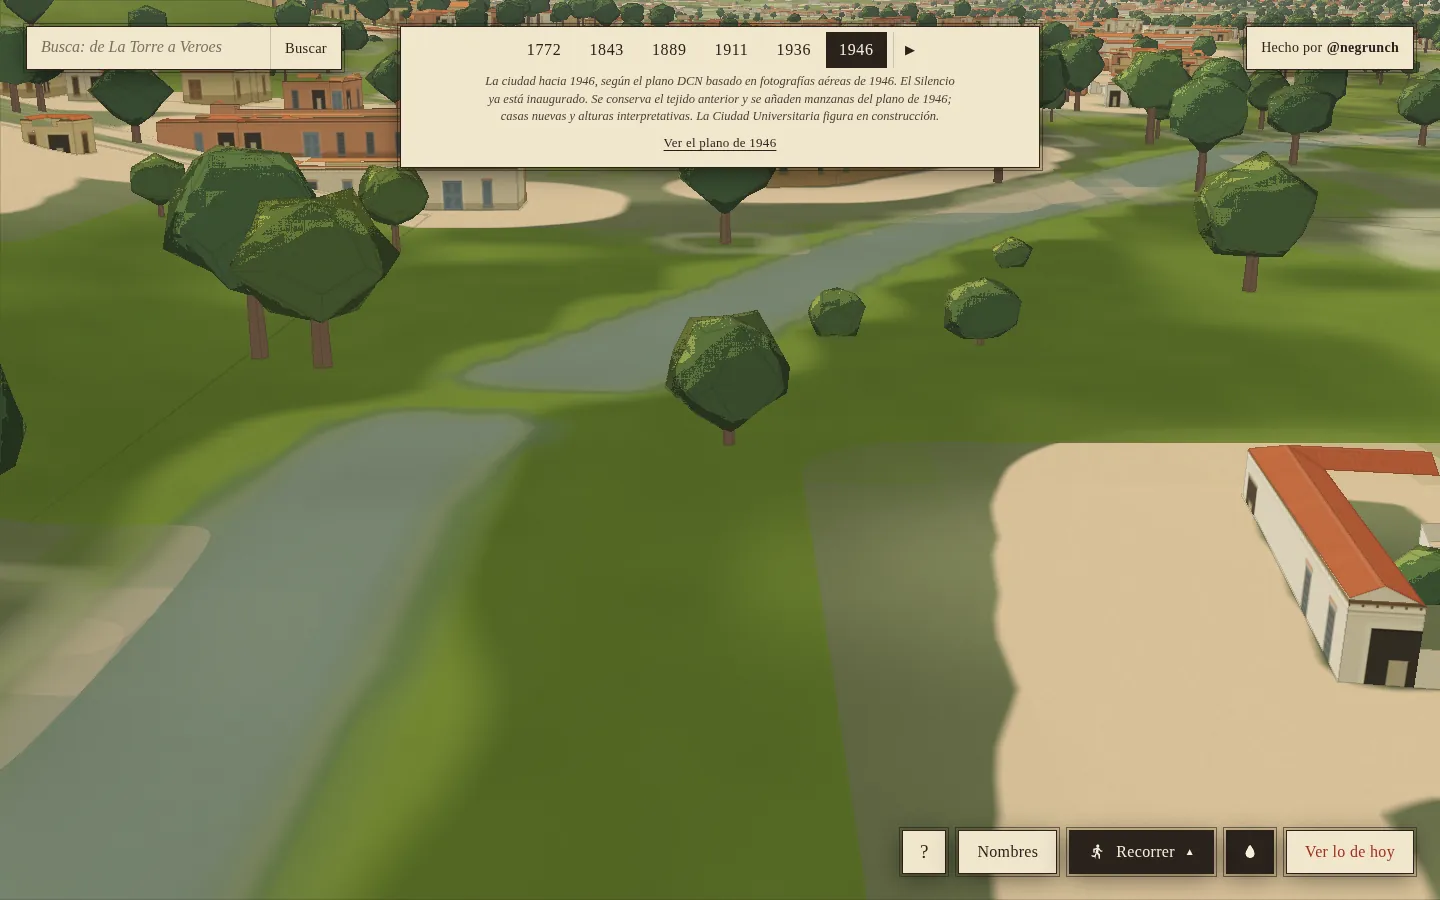 Busca: de La Torre a Veroes
Buscar
1772 1843 1889 1911 1936 1946 ▶
La ciudad hacia 1946, según el plano DCN basado en fotografías aéreas de 1946. El Silencio
ya está inaugurado. Se conserva el tejido anterior y se añaden manzanas del plano de 1946;
casas nuevas y alturas interpretativas. La Ciudad Universitaria figura en construcción.
Ver el plano de 1946
Hecho por @negrunch
?
Nombres
Recorrer ▲
Ver lo de hoy